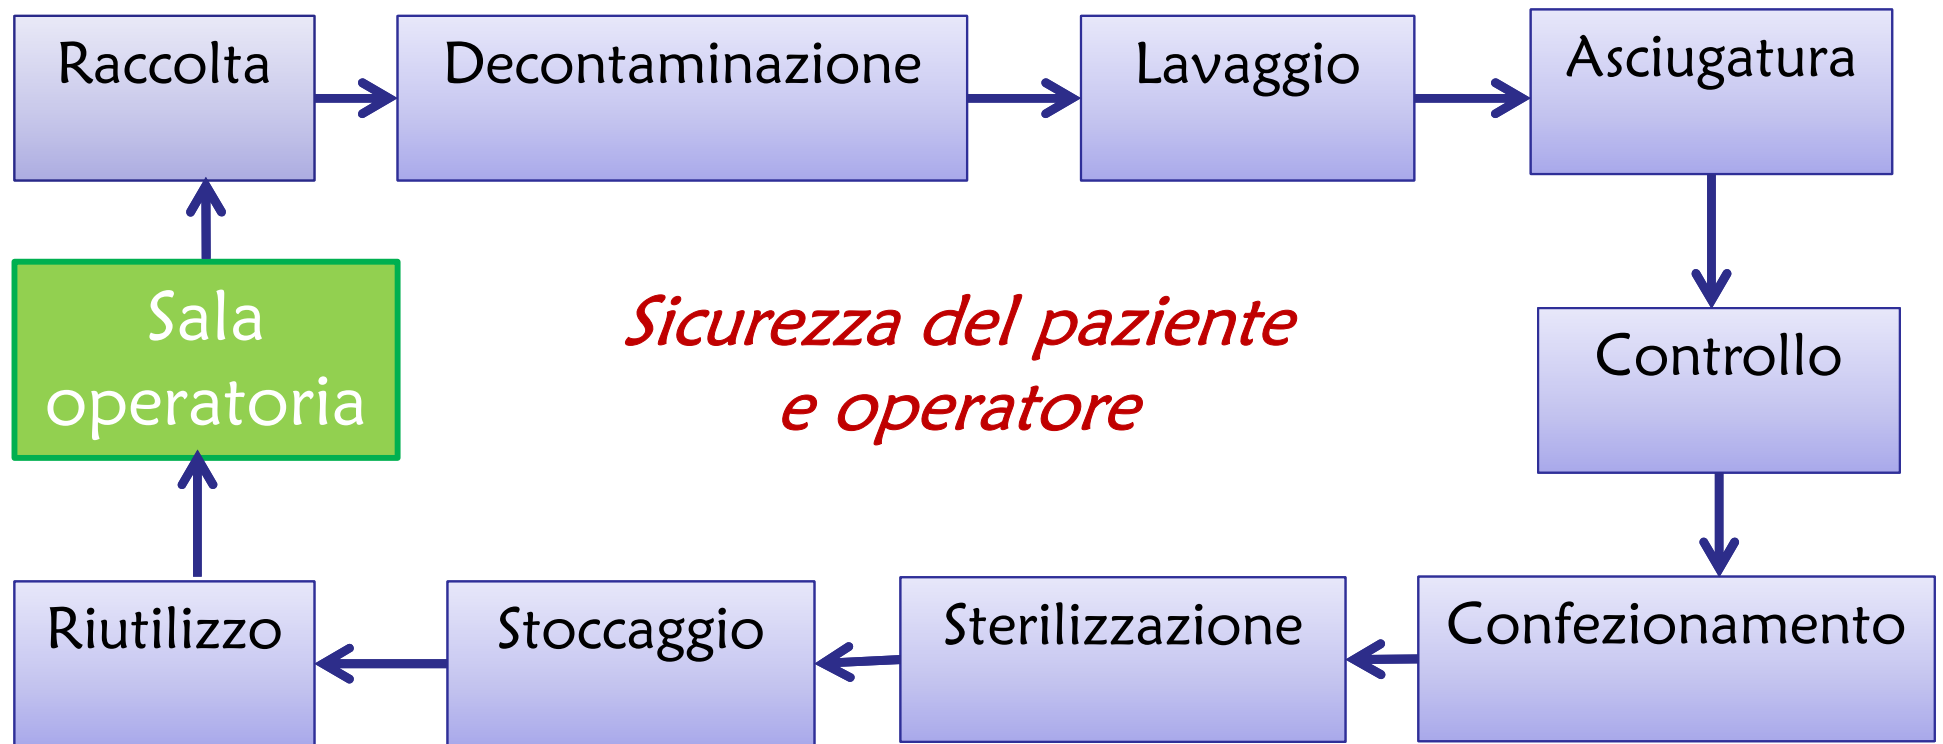 Raccolta
Decontaminazione
Lavaggio
Asciugatura
Sala
operatoria
Sicurezza del paziente
e operatore
Controllo
Riutilizzo
Stoccaggio
Sterilizzazione
Confezionamento